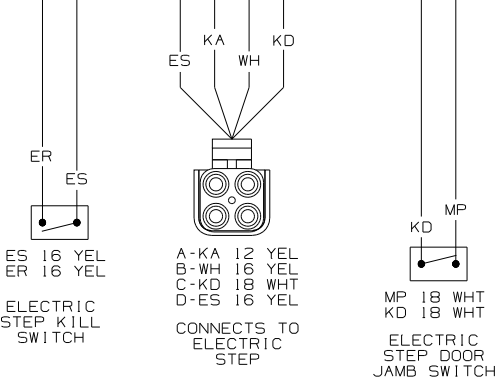 KA
KD
ES
WH
ER
ES
MP
KD
ES 16 YEL
ER 16 YEL
ELECTRIC
STEP KILL
SWITCH
A-KA 12 YEL
B-WH 16 YEL
C-KD 18 WHT
D-ES 16 YEL
CONNECTS TO
ELECTRIC
STEP
MP 18 WHT
KD 18 WHT
ELECTRIC
STEP DOOR
JAMB SWITCH